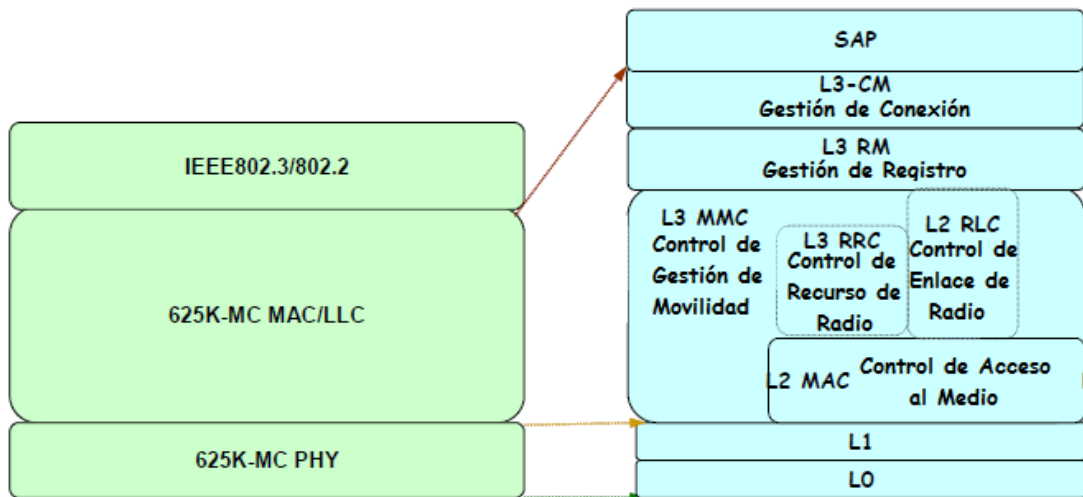 IEEE802.3/802.2
625K-MC MAC/LLC
625K-MC PHY
SAP
L3-CM
Gestión de Conexión
L3 RM
Gestión de Registro
L3 MMC
Control de
Gestión de
Movilidad
L3 RRC
Control de
Recurso de
Radio
L2 RLC
Control de
Enlace de
Radio
L2 MAC
Control de Acceso
al Medio
L1
L0